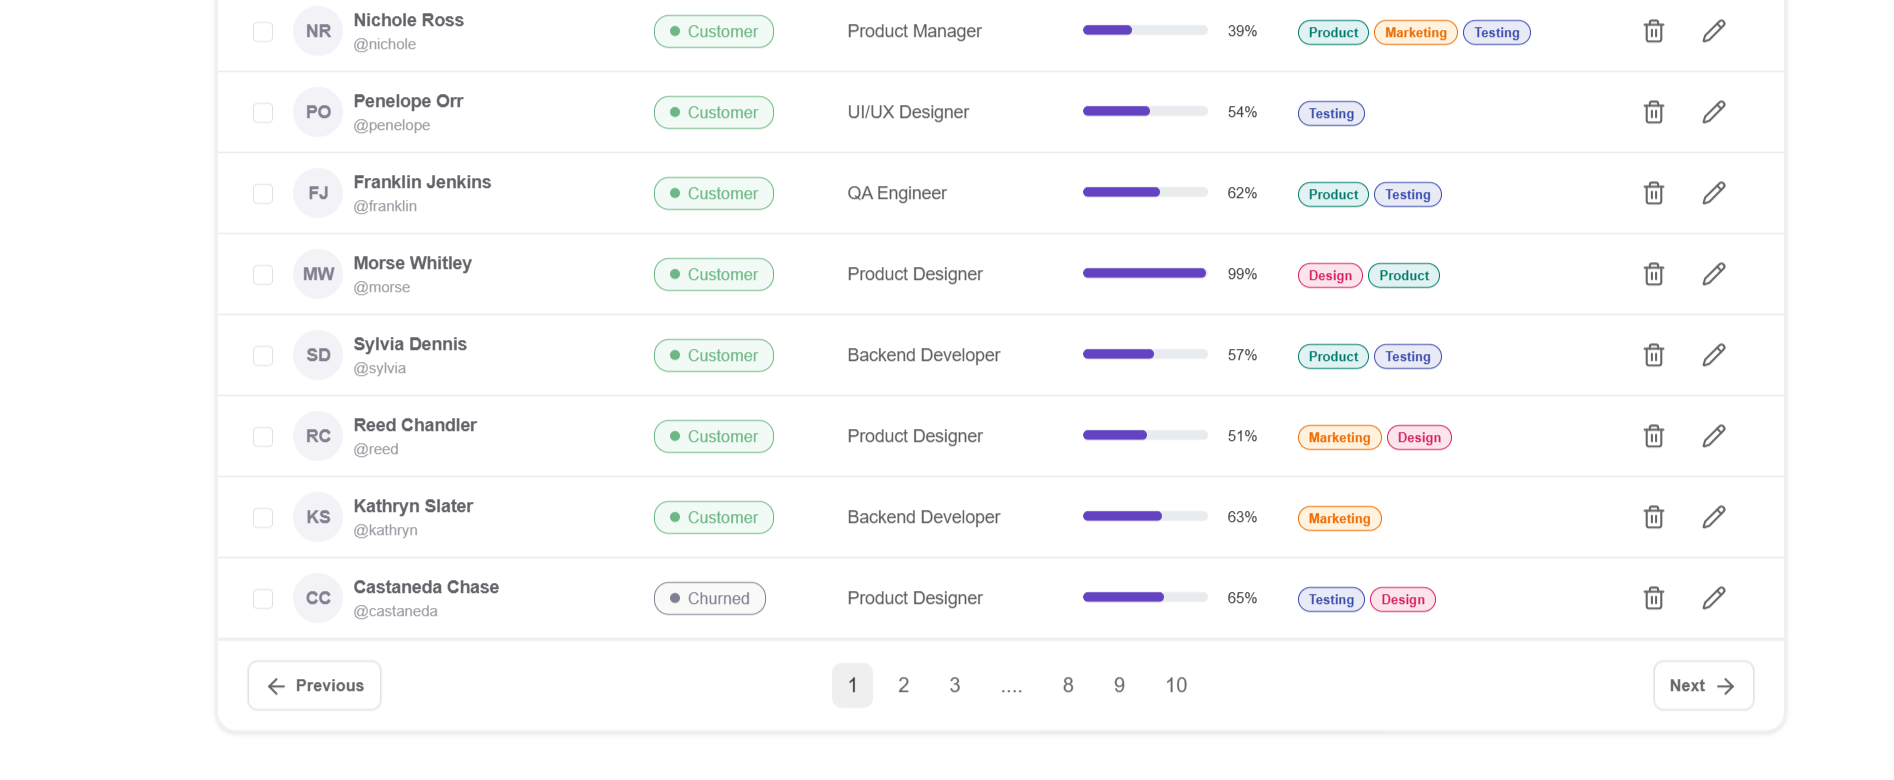 NR Nichole Ross Customer Product Manager 39% Product Marketing Testing
@nichole
PO Penelope Orr Customer UI/UX Designer 54% Testing
@penelope
FJ Franklin Jenkins Customer QA Engineer 62% Product Testing
@franklin
MW Morse Whitley Customer Product Designer 99% Design Product
@morse
SD Sylvia Dennis Customer Backend Developer 57% Product Testing
@sylvia
RC Reed Chandler Customer Product Designer 51% Marketing Design
@reed
KS Kathryn Slater Customer Backend Developer 63% Marketing
@kathryn
CC Castaneda Chase Churned Product Designer 65% Testing Design
@castaneda
Previous 1 2 3 .... 8 9 10 Next